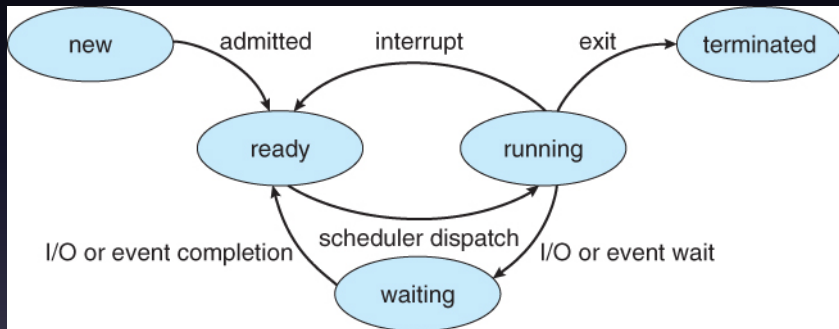 new
admitted
interrupt
exit
terminated
ready
running
I/O or event completion
scheduler dispatch
I/O or event wait
waiting